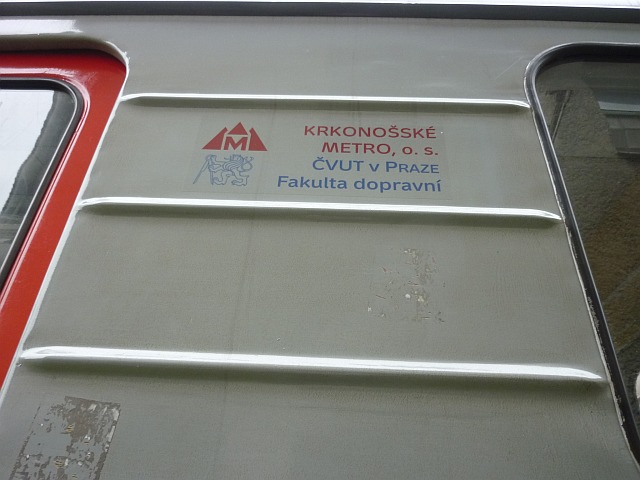 M
KRKONOŠSKÉ
METRO, o. s.
ČVUT v PRAZE
Fakulta dopravní